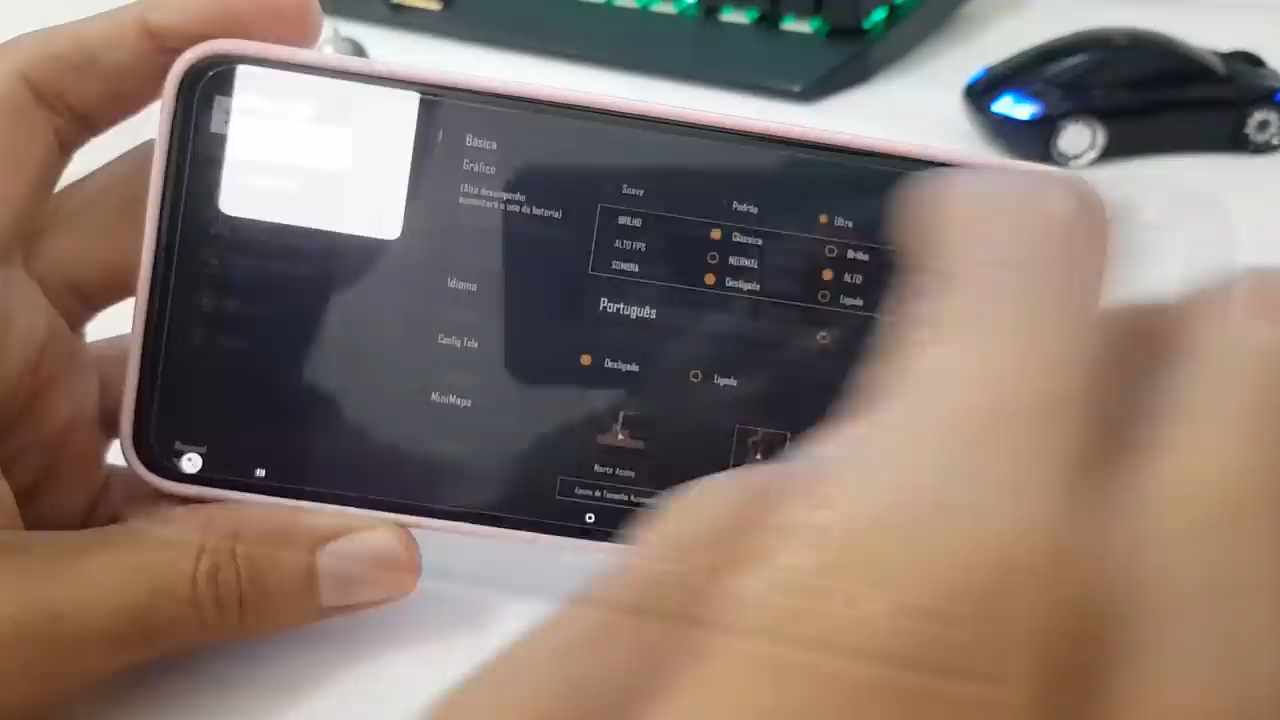 Básica
Gráfico
(Alto desempenho
aumentará o uso da bateria)
Suave
Padrão
Ultra
BRILHO
Clássico
Brilho
ALTO FPS
NORMAL
ALTO
SOMBRA
Desligado
Ligado
Idioma
Português
Config Tela
Desligado
Ligado
MiniMapa
Norte Acima